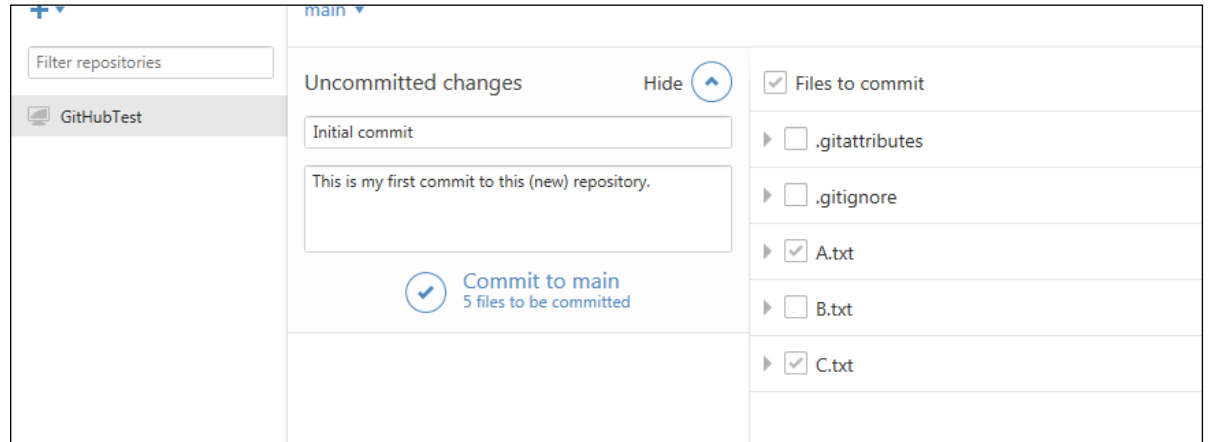 main
Filter repositories
GitHubTest
Uncommitted changes
Hide
Initial commit
This is my first commit to this (new) repository.
Commit to main
5 files to be committed
Files to commit
.gitattributes
.gitignore
A.txt
B.txt
C.txt